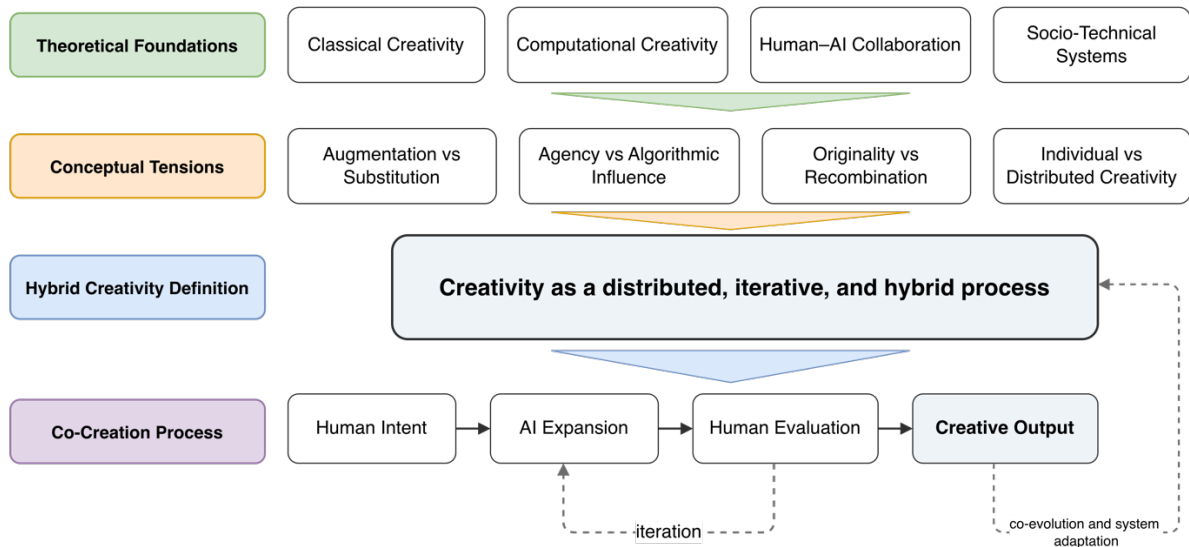 Theoretical Foundations
Classical Creativity
Computational Creativity
Human–AI Collaboration
Socio-Technical
Systems
Conceptual Tensions
Augmentation vs
Substitution
Agency vs Algorithmic
Influence
Originality vs
Recombination
Individual vs
Distributed Creativity
Hybrid Creativity Definition
Creativity as a distributed, iterative, and hybrid process
Co-Creation Process
Human Intent
AI Expansion
Human Evaluation
Creative Output
iteration
co-evolution and system
adaptation